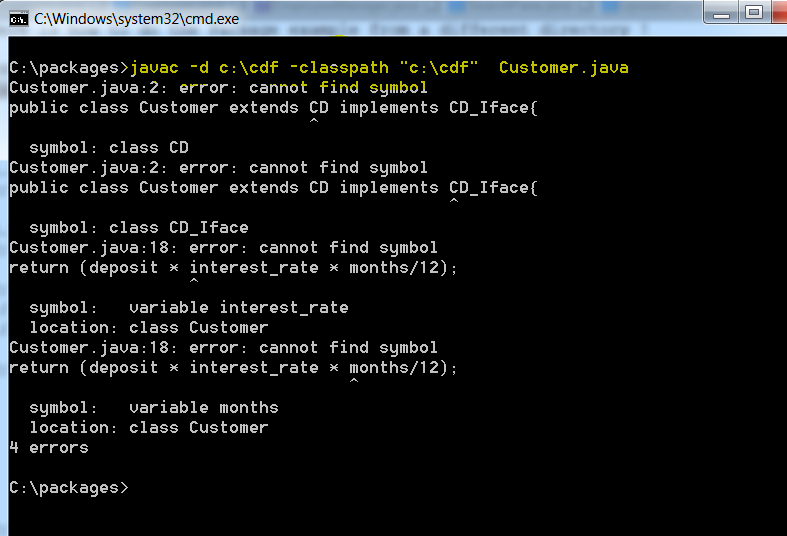 C:\Windows\system32\cmd.exe
C:\packages>javac -d c:\cdf -classpath "c:\cdf"  Customer.java
Customer.java:2: error: cannot find symbol
public class Customer extends CD implements CD_Iface{
^
symbol: class CD
Customer.java:2: error: cannot find symbol
public class Customer extends CD implements CD_Iface{
^
symbol: class CD_Iface
Customer.java:18: error: cannot find symbol
return (deposit * interest_rate * months/12);
^
symbol:   variable interest_rate
location: class Customer
Customer.java:18: error: cannot find symbol
return (deposit * interest_rate * months/12);
^
symbol:   variable months
location: class Customer
4 errors
C:\packages>